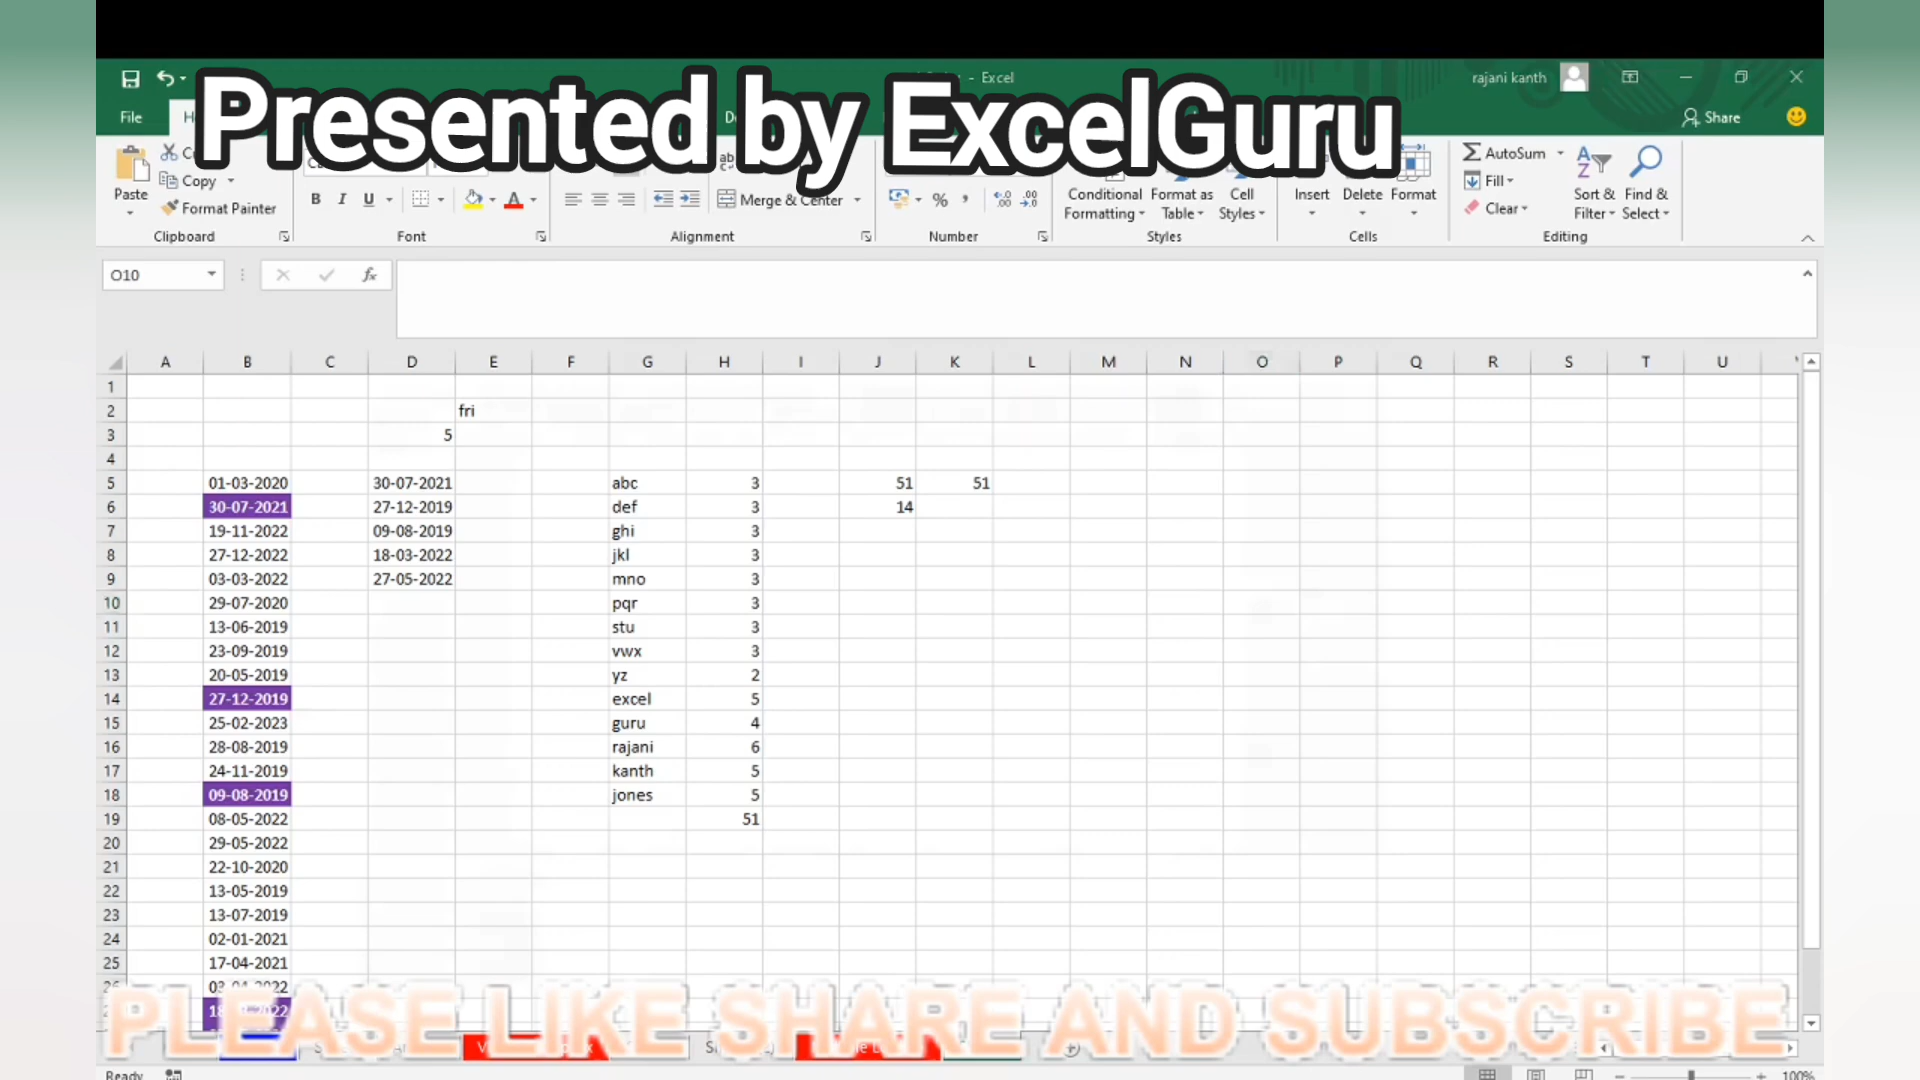 Presented by ExcelGuru
- Excel
rajani kanth
File
Share
Paste
Copy
Format Painter
Clipboard
B I U
A
Font
Merge & Center
Alignment
%
Number
Conditional Formatting
Format as Table
Cell Styles
Styles
Insert
Delete
Format
Cells
AutoSum
Fill
Clear
Sort & Filter
Find & Select
Editing
O10
fx
A B C D E F G H I J K L M N O P Q R S T U
1
2 fri
3 5
4
5 01-03-2020 30-07-2021 abc 3 51 51
6 30-07-2021 27-12-2019 def 3 14
7 19-11-2022 09-08-2019 ghi 3
8 27-12-2022 18-03-2022 jkl 3
9 03-03-2022 27-05-2022 mno 3
10 29-07-2020 pqr 3
11 13-06-2019 stu 3
12 23-09-2019 vwx 3
13 20-05-2019 yz 2
14 27-12-2019 excel 5
15 25-02-2023 guru 4
16 28-08-2019 rajani 6
17 24-11-2019 kanth 5
18 09-08-2019 jones 5
19 08-05-2022 51
20 29-05-2022
21 22-10-2020
22 13-05-2019
23 13-07-2019
24 02-01-2021
25 17-04-2021
PLEASE LIKE SHARE AND SUBSCRIBE
Ready
100%